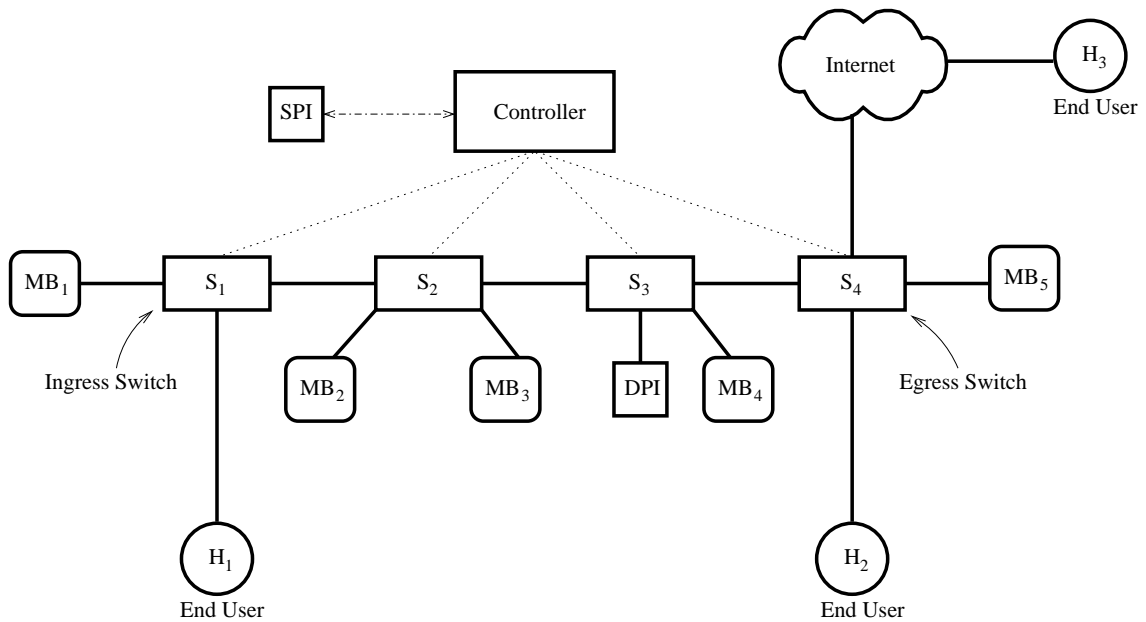 Internet
H3
End User
SPI
Controller
MB1
S1
S2
S3
S4
MB5
Ingress Switch
MB2
MB3
DPI
MB4
Egress Switch
H1
End User
H2
End User